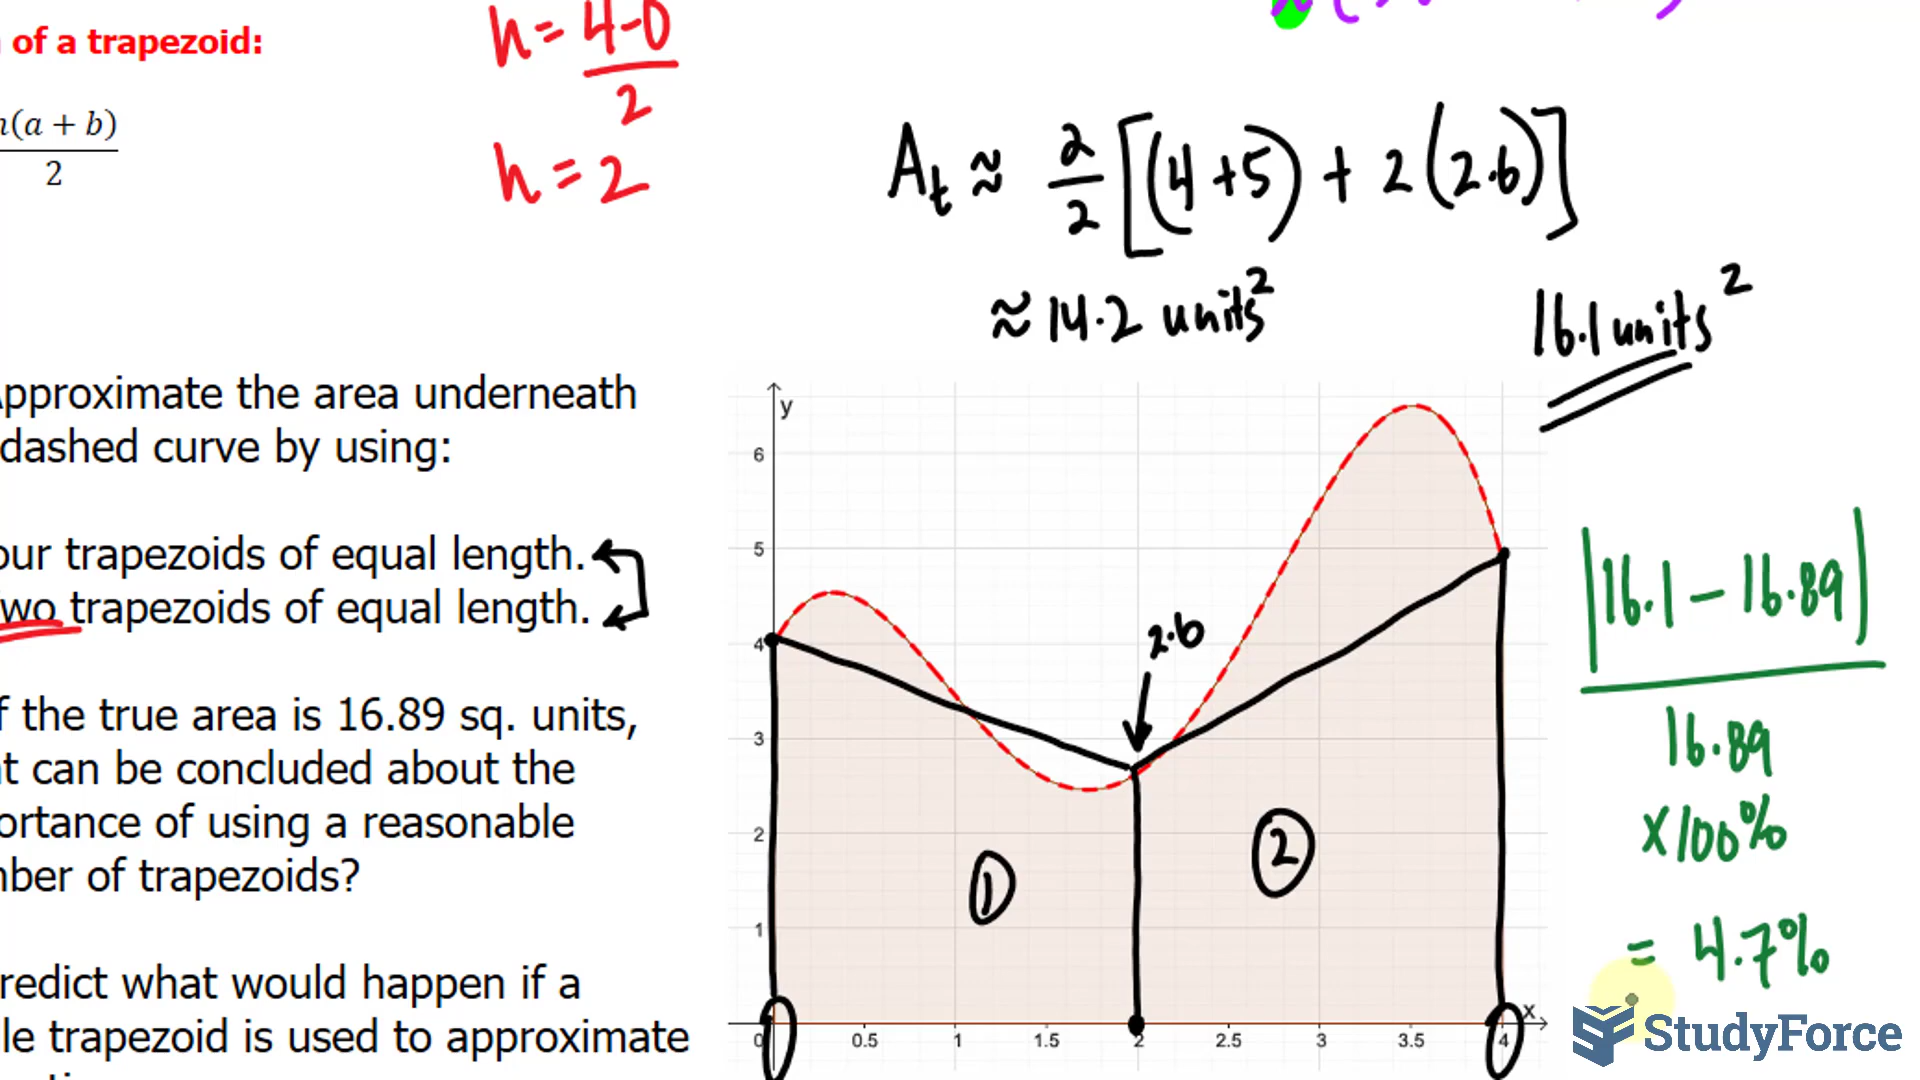 of a trapezoid:
h(a + b)
2
h = 4-0
2
h = 2
At ≈ 2/2 [(4+5) + 2(2.6)]
≈ 14.2 units²
16.1 units²
Approximate the area underneath
dashed curve by using:
our trapezoids of equal length.
wo trapezoids of equal length.
f the true area is 16.89 sq. units,
at can be concluded about the
ortance of using a reasonable
mber of trapezoids?
redict what would happen if a
le trapezoid is used to approximate
y
6
5
4
3
2
1
0 0.5 1 1.5 2 2.5 3 3.5 4
x
2.6
1
2
|16.1 - 16.89|
16.89
x100%
= 4.7%
StudyForce